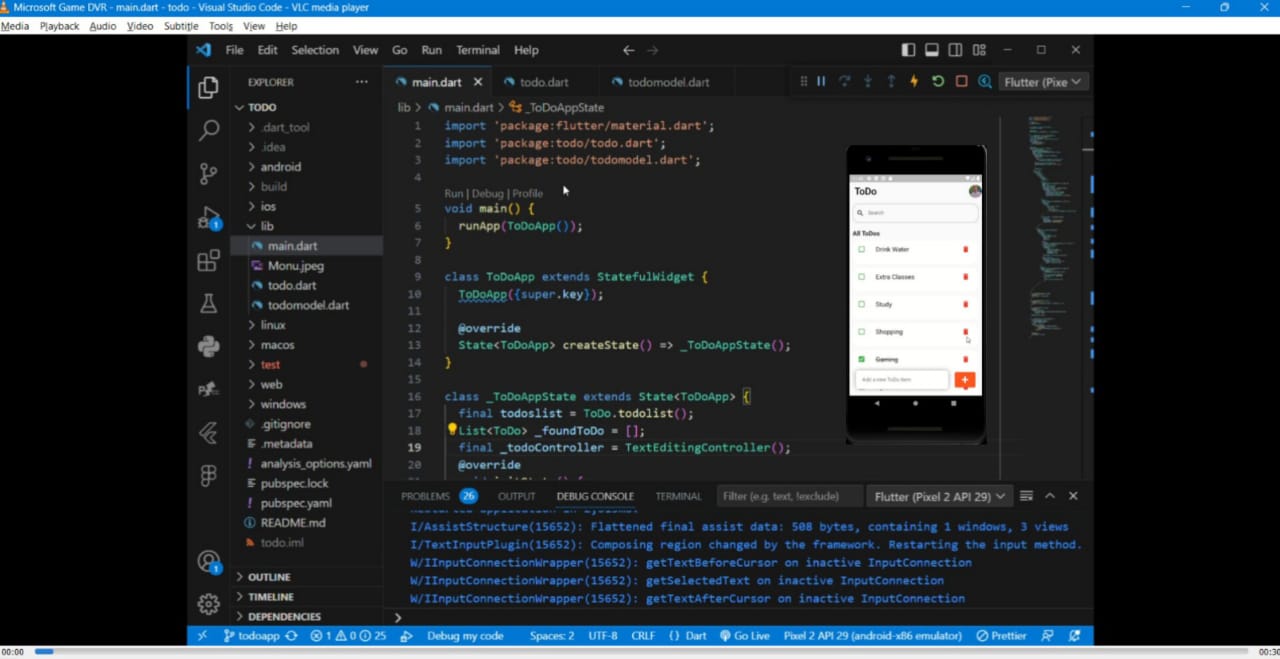 Microsoft Game DVR - main.dart - todo - Visual Studio Code - VLC media player
Media Playback Audio Video Subtitle Tools View Help
File Edit Selection View Go Run Terminal Help
EXPLORER
TODO
.dart_tool
.idea
android
build
ios
lib
main.dart
Monu.jpeg
todo.dart
todomodel.dart
linux
macos
test
web
windows
.gitignore
.metadata
analysis_options.yaml
pubspec.lock
pubspec.yaml
README.md
todo.iml
OUTLINE
TIMELINE
DEPENDENCIES
1
1
main.dart todo.dart todomodel.dart
Flutter (Pixe
lib > main.dart > _ToDoAppState
1 import 'package:flutter/material.dart';
2 import 'package:todo/todo.dart';
3 import 'package:todo/todomodel.dart';
4
Run | Debug | Profile
5 void main() {
6 runApp(ToDoApp());
7 }
8
9 class ToDoApp extends StatefulWidget {
10 ToDoApp({super.key});
11
12 @override
13 State<ToDoApp> createState() => _ToDoAppState();
14 }
15
16 class _ToDoAppState extends State<ToDoApp> {
17 final todoslist = ToDo.todolist();
18 List<ToDo> _foundToDo = [];
19 final _todoController = TextEditingController();
20 @override
ToDo
Search
All ToDos
Drink Water
Extra Classes
Study
Shopping
Gaming
Add a new ToDo item
+
PROBLEMS 26 OUTPUT DEBUG CONSOLE TERMINAL Filter (e.g. text, !exclude) Flutter (Pixel 2 API 29)
I/AssistStructure(15652): Flattened final assist data: 508 bytes, containing 1 windows, 3 views
I/TextInputPlugin(15652): Composing region changed by the framework. Restarting the input method.
W/IInputConnectionWrapper(15652): getTextBeforeCursor on inactive InputConnection
W/IInputConnectionWrapper(15652): getSelectedText on inactive InputConnection
W/IInputConnectionWrapper(15652): getTextAfterCursor on inactive InputConnection
todoapp 1 0 25 Debug my code Spaces: 2 UTF-8 CRLF {} Dart Go Live Pixel 2 API 29 (android-x86 emulator) Prettier
00:00 00:30